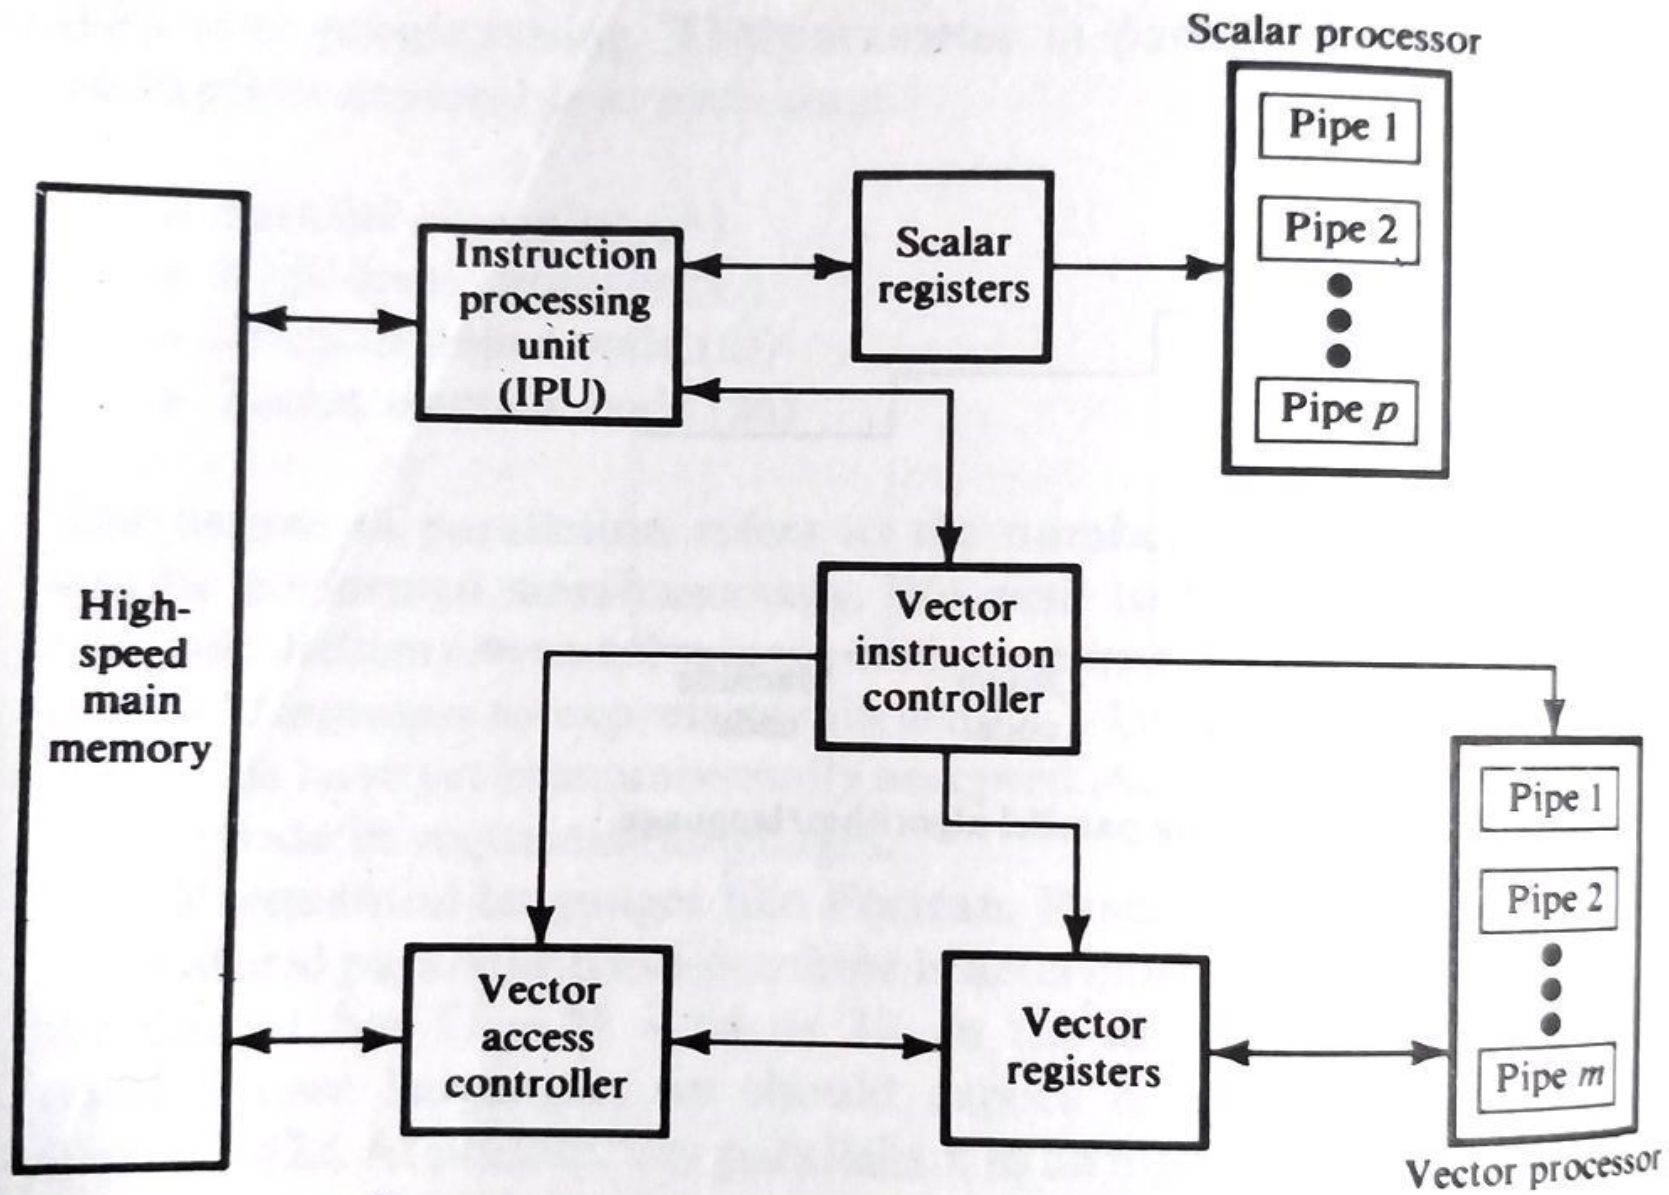 Scalar processor
Pipe 1
Pipe 2
Pipe p
Scalar
registers
Instruction
processing
unit
(IPU)
High-
speed
main
memory
Vector
instruction
controller
Vector
access
controller
Vector
registers
Pipe 1
Pipe 2
Pipe m
Vector processor